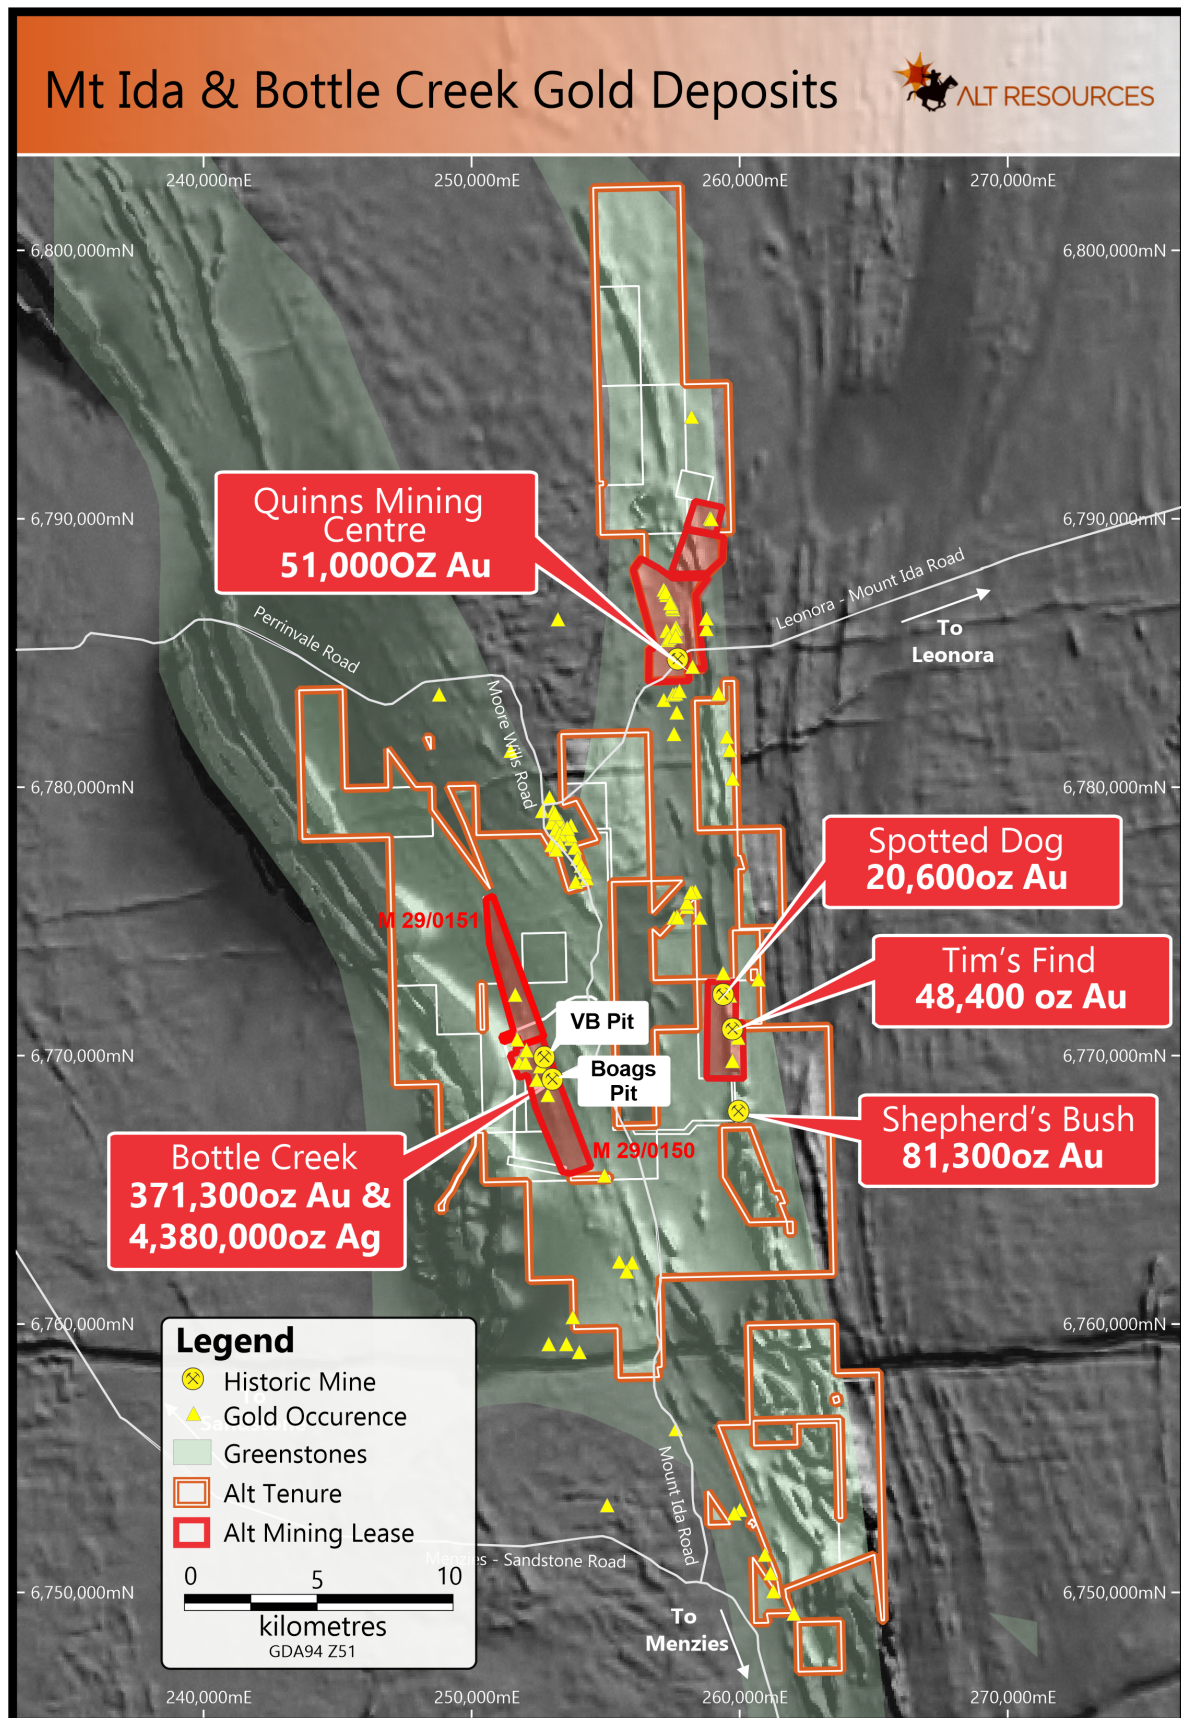 Mt Ida & Bottle Creek Gold Deposits
ALT RESOURCES
240,000mE
250,000mE
260,000mE
270,000mE
6,800,000mN
6,800,000mN
Quinns Mining
Centre
51,000OZ Au
6,790,000mN
6,790,000mN
Leonora - Mount Ida Road
To
Leonora
Perrinvale Road
Moore Wills Road
6,780,000mN
6,780,000mN
Spotted Dog
20,600oz Au
M 29/0151
Tim's Find
48,400 oz Au
VB Pit
6,770,000mN
6,770,000mN
Boags
Pit
Shepherd's Bush
81,300oz Au
M 29/0150
Bottle Creek
371,300oz Au &
4,380,000oz Ag
6,760,000mN
6,760,000mN
Legend
Historic Mine
To
Sandstone
Gold Occurence
Greenstones
Alt Tenure
Alt Mining Lease
0 5 10
kilometres
GDA94 Z51
Mount Ida Road
Menzies - Sandstone Road
6,750,000mN
6,750,000mN
To
Menzies
240,000mE
250,000mE
260,000mE
270,000mE